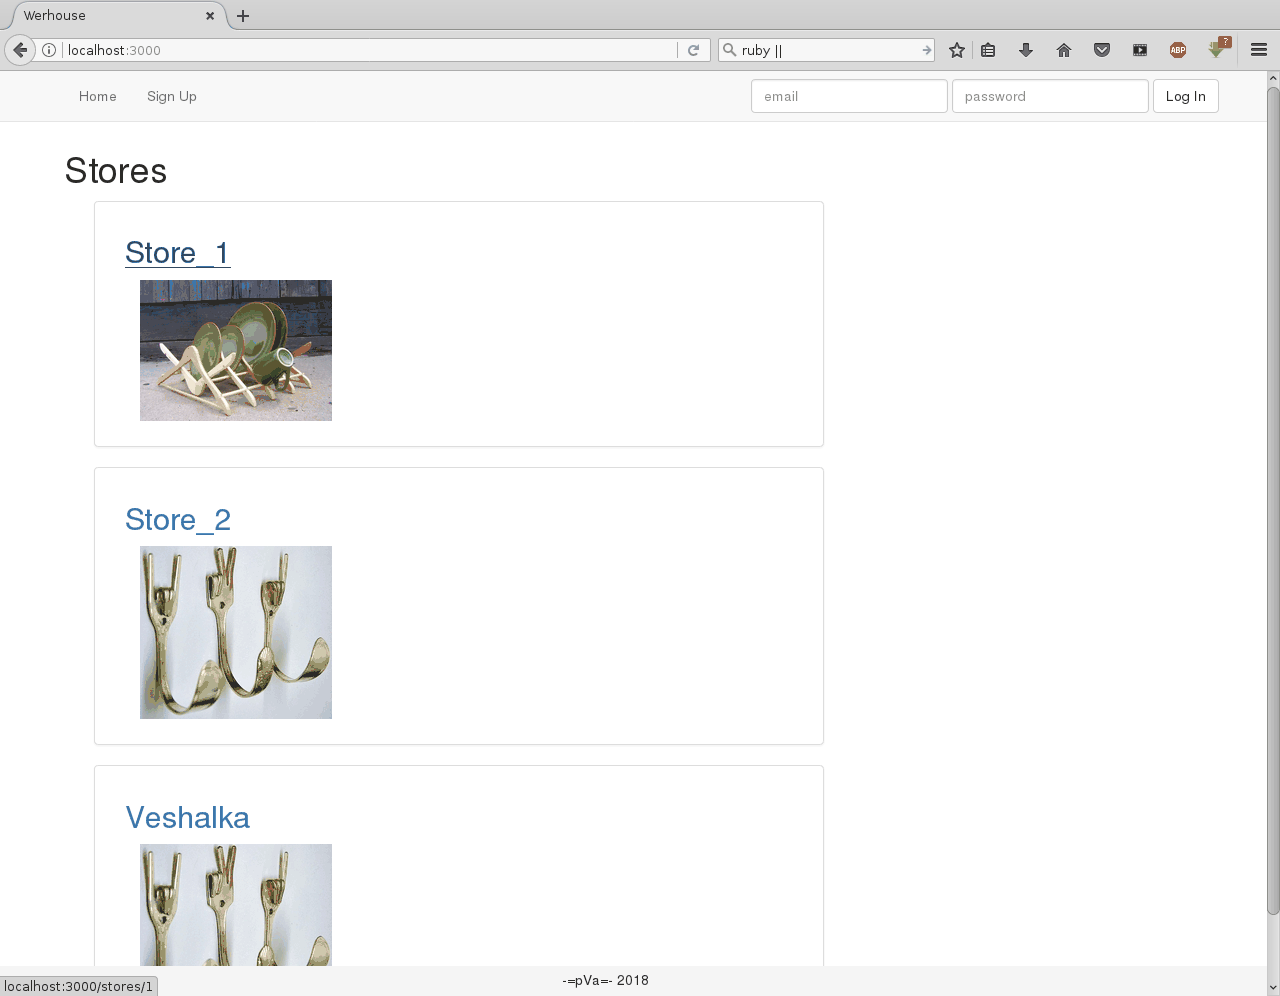 Werhouse
localhost:3000
ruby ||
ABP
?
Home
Sign Up
email
password
Log In
Stores
Store_1
Store_2
Veshalka
-=pVa=- 2018
localhost:3000/stores/1